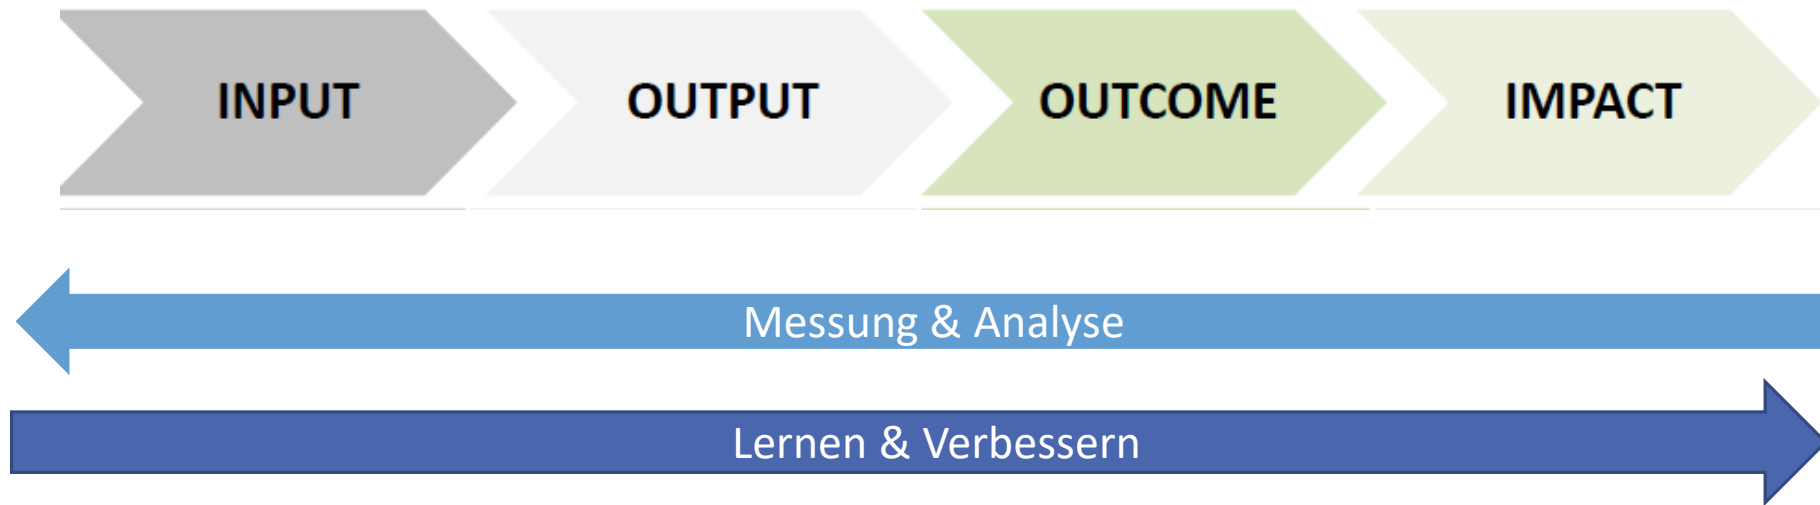 INPUT
OUTPUT
OUTCOME
IMPACT
Messung & Analyse
Lernen & Verbessern